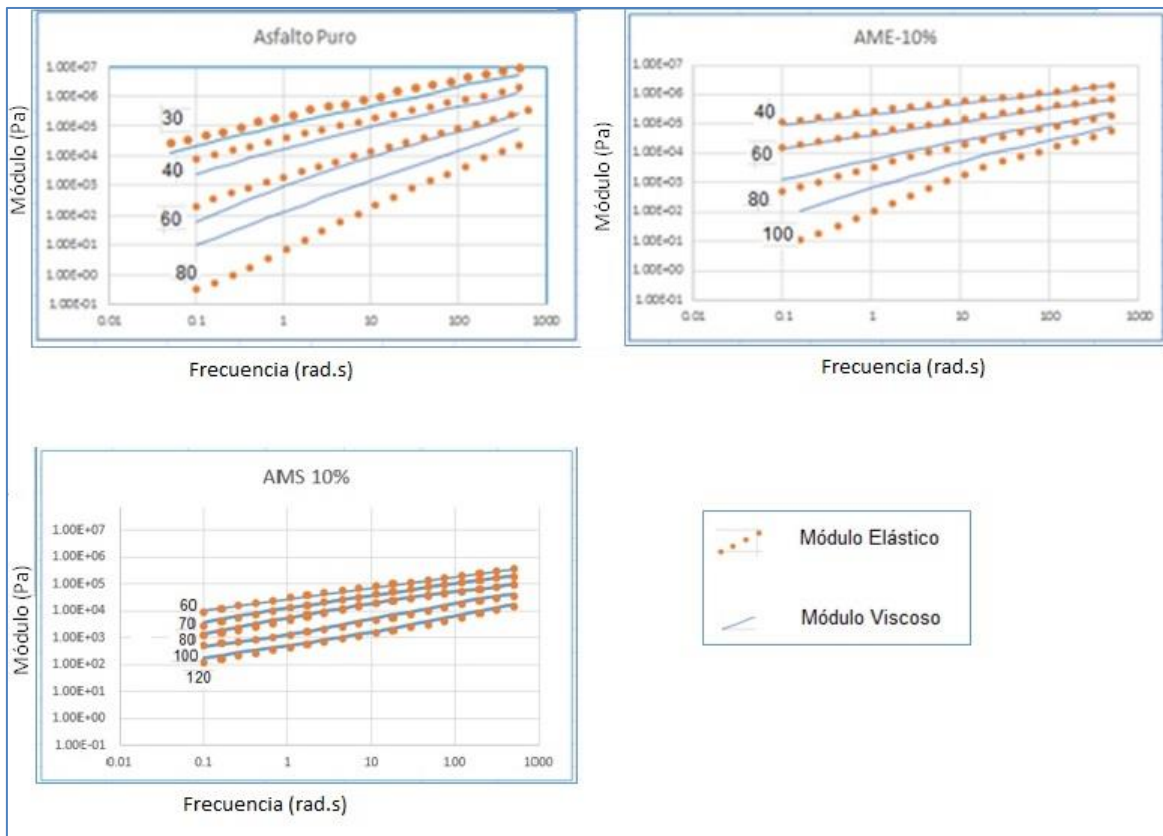 Asfalto Puro
1.00E+07
1.00E+06
1.00E+05
1.00E+04
1.00E+03
1.00E+02
1.00E+01
1.00E+00
1.00E-01
30
40
60
80
0.01 0.1 1 10 100 1000
Módulo (Pa)
Frecuencia (rad.s)
AME-10%
1.00E+07
1.00E+06
1.00E+05
1.00E+04
1.00E+03
1.00E+02
1.00E+01
1.00E+00
1.00E-01
40
60
80
100
0.01 0.1 1 10 100 1000
Módulo (Pa)
Frecuencia (rad.s)
AMS 10%
1.00E+07
1.00E+06
1.00E+05
1.00E+04
1.00E+03
1.00E+02
1.00E+01
1.00E+00
1.00E-01
60
70
80
100
120
0.01 0.1 1 10 100 1000
Módulo (Pa)
Frecuencia (rad.s)
Módulo Elástico
Módulo Viscoso